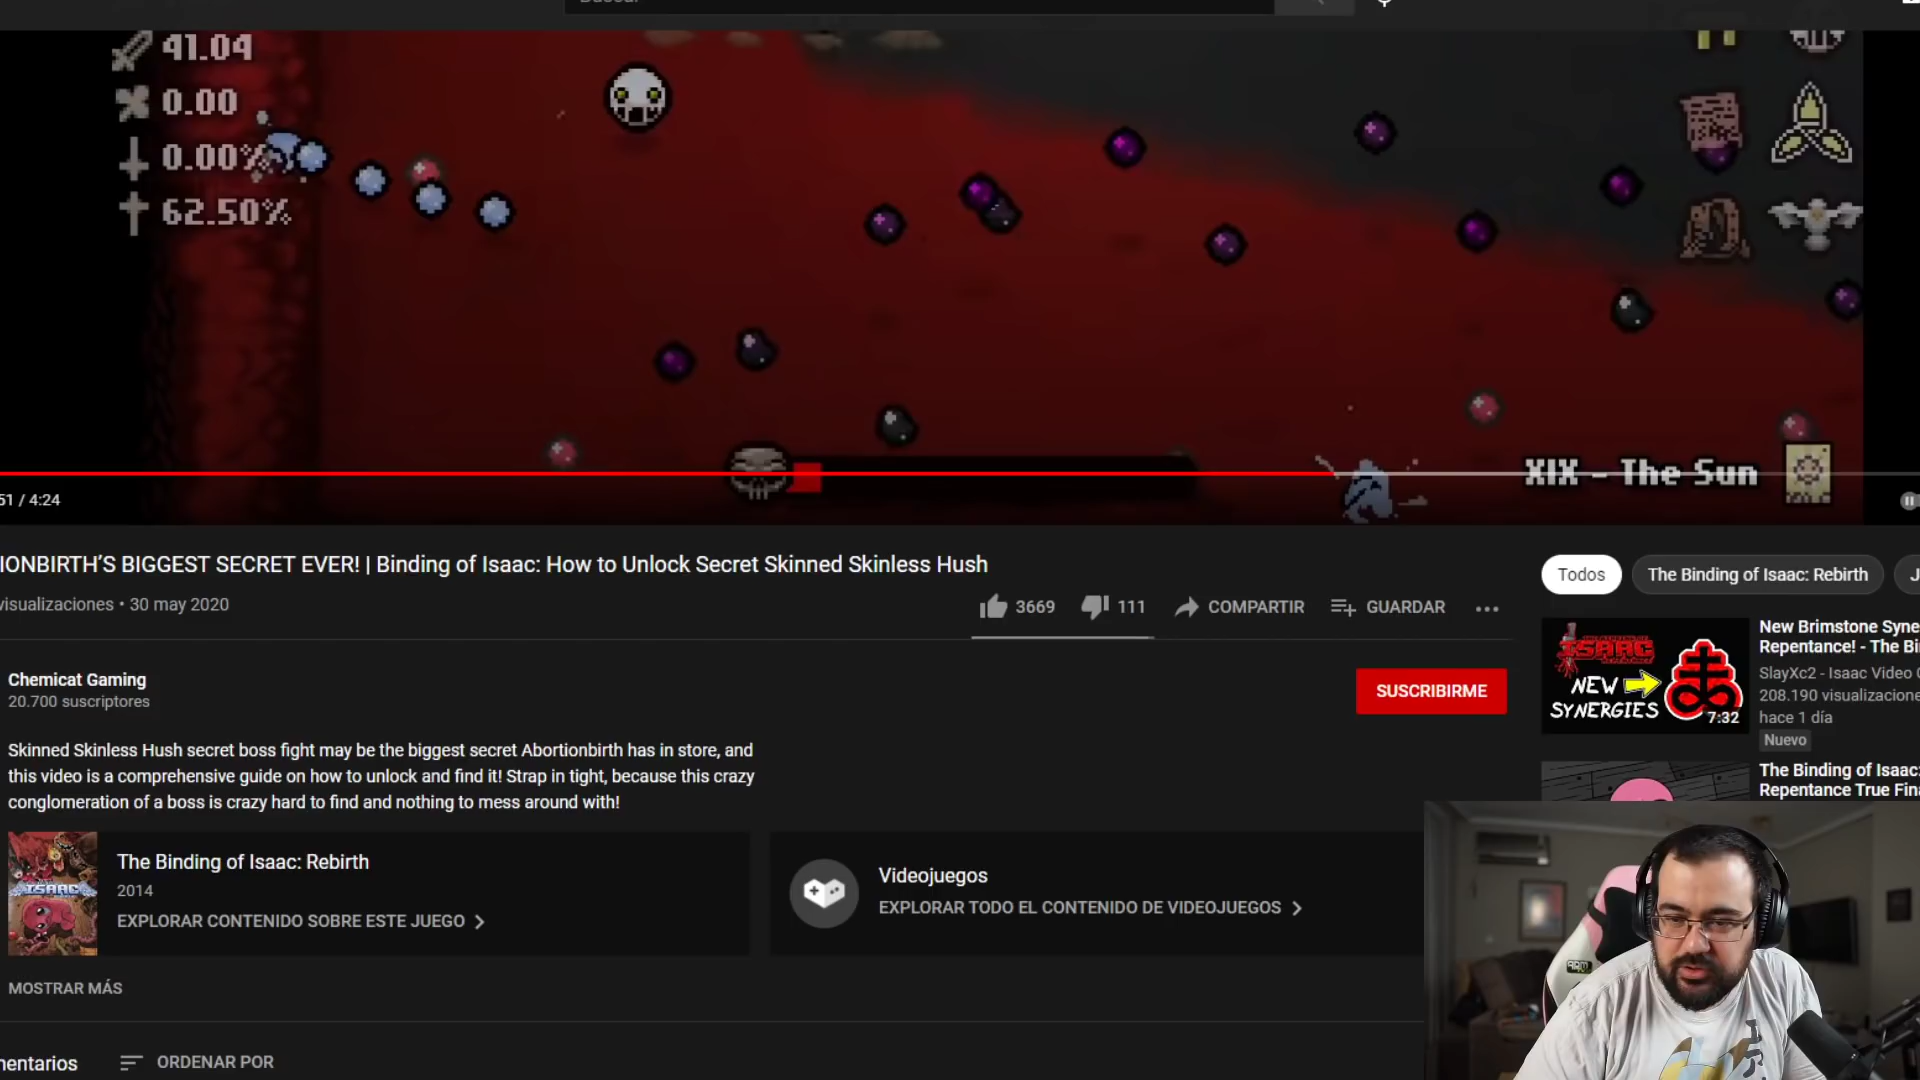 41.04
0.00
0.00%
62.50%
XIX - The Sun
51 / 4:24
IONBIRTH'S BIGGEST SECRET EVER! | Binding of Isaac: How to Unlock Secret Skinned Skinless Hush
visualizaciones • 30 may 2020
3669
111
COMPARTIR
GUARDAR
Chemicat Gaming
20.700 suscriptores
SUSCRIBIRME
Skinned Skinless Hush secret boss fight may be the biggest secret Abortionbirth has in store, and
this video is a comprehensive guide on how to unlock and find it! Strap in tight, because this crazy
conglomeration of a boss is crazy hard to find and nothing to mess around with!
ISAAC
The Binding of Isaac: Rebirth
2014
EXPLORAR CONTENIDO SOBRE ESTE JUEGO
Videojuegos
EXPLORAR TODO EL CONTENIDO DE VIDEOJUEGOS
MOSTRAR MÁS
mentarios
ORDENAR POR
Todos
The Binding of Isaac: Rebirth
J
ISAAC
NEW
SYNERGIES
7:32
New Brimstone Syne
Repentance! - The Bi
SlayXc2 - Isaac Video
208.190 visualizacione
hace 1 día
Nuevo
The Binding of Isaac:
Repentance True Fina